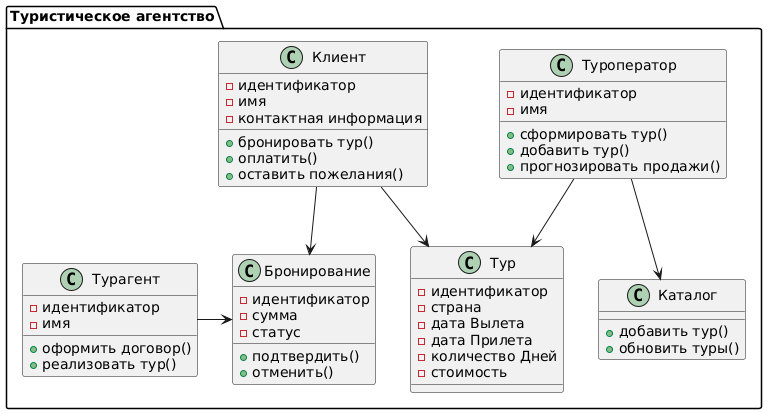 Туристическое агентство
C Клиент
идентификатор
имя
контактная информация
бронировать тур()
оплатить()
оставить пожелания()
C Туроператор
идентификатор
имя
сформировать тур()
добавить тур()
прогнозировать продажи()
C Турагент
идентификатор
имя
оформить договор()
реализовать тур()
C Бронирование
идентификатор
сумма
статус
подтвердить()
отменить()
C Тур
идентификатор
страна
дата Вылета
дата Прилета
количество Дней
стоимость
C Каталог
добавить тур()
обновить туры()